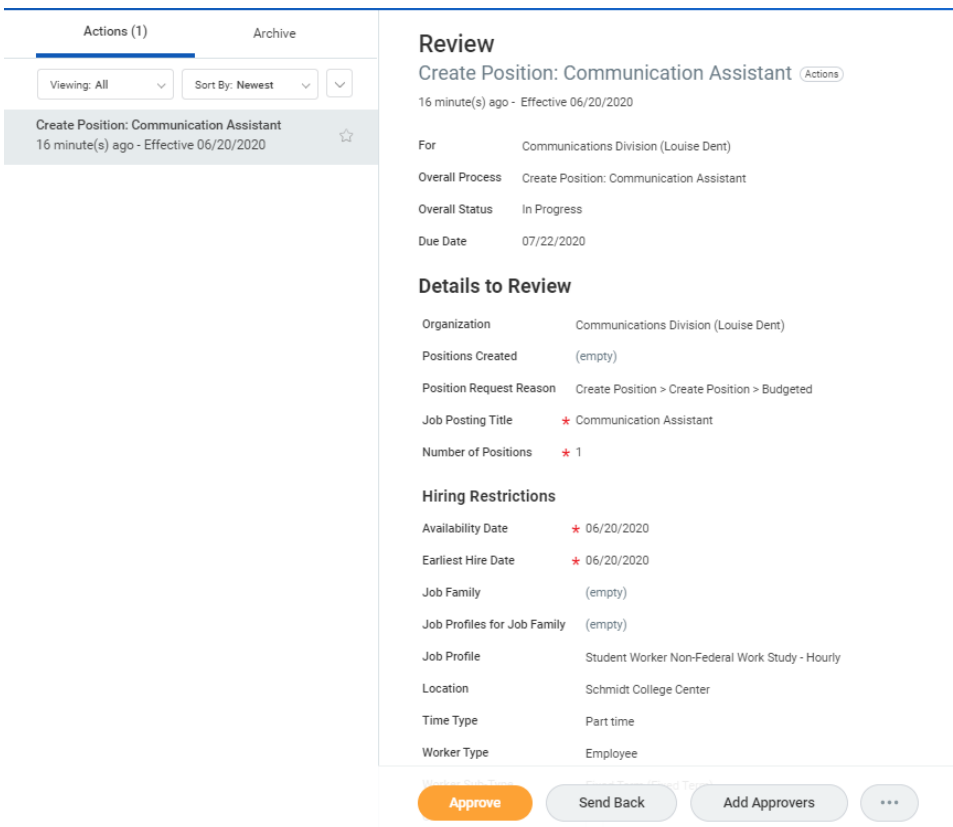 Actions (1)
Archive
Viewing: All
Sort By: Newest
Create Position: Communication Assistant
16 minute(s) ago - Effective 06/20/2020
Review
Create Position: Communication Assistant Actions
16 minute(s) ago - Effective 06/20/2020
For Communications Division (Louise Dent)
Overall Process Create Position: Communication Assistant
Overall Status In Progress
Due Date 07/22/2020
Details to Review
Organization Communications Division (Louise Dent)
Positions Created (empty)
Position Request Reason Create Position > Create Position > Budgeted
Job Posting Title * Communication Assistant
Number of Positions * 1
Hiring Restrictions
Availability Date * 06/20/2020
Earliest Hire Date * 06/20/2020
Job Family (empty)
Job Profiles for Job Family (empty)
Job Profile Student Worker Non-Federal Work Study - Hourly
Location Schmidt College Center
Time Type Part time
Worker Type Employee
Approve Send Back Add Approvers ...